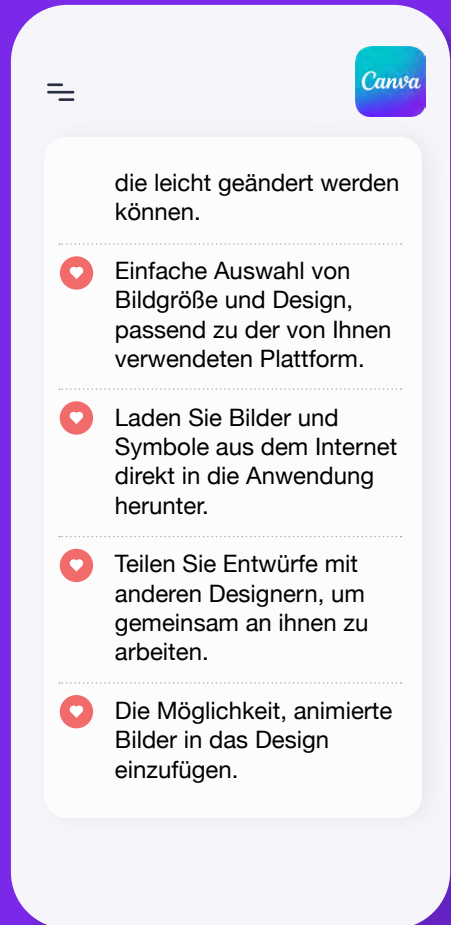 Canva
die leicht geändert werden
können.
Einfache Auswahl von
Bildgröße und Design,
passend zu der von Ihnen
verwendeten Plattform.
Laden Sie Bilder und
Symbole aus dem Internet
direkt in die Anwendung
herunter.
Teilen Sie Entwürfe mit
anderen Designern, um
gemeinsam an ihnen zu
arbeiten.
Die Möglichkeit, animierte
Bilder in das Design
einzufügen.